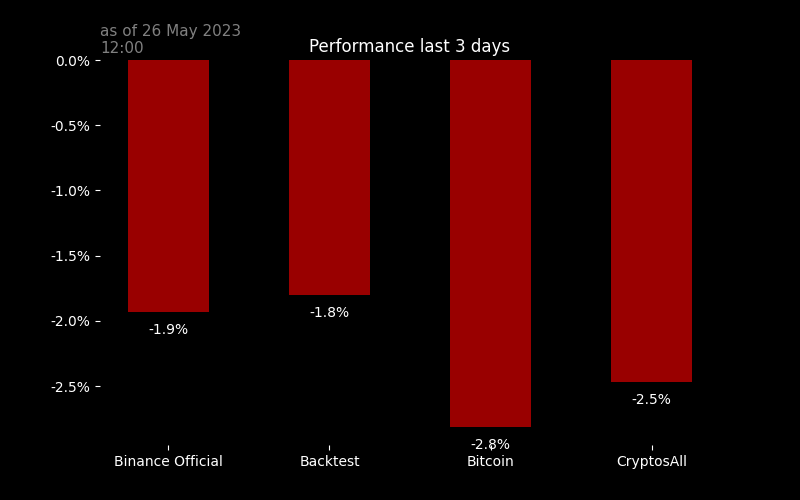 as of 26 May 2023
12:00
Performance last 3 days
0.0%
-0.5%
-1.0%
-1.5%
-2.0%
-2.5%
-1.9%
-1.8%
-2.8%
-2.5%
Binance Official
Backtest
Bitcoin
CryptosAll